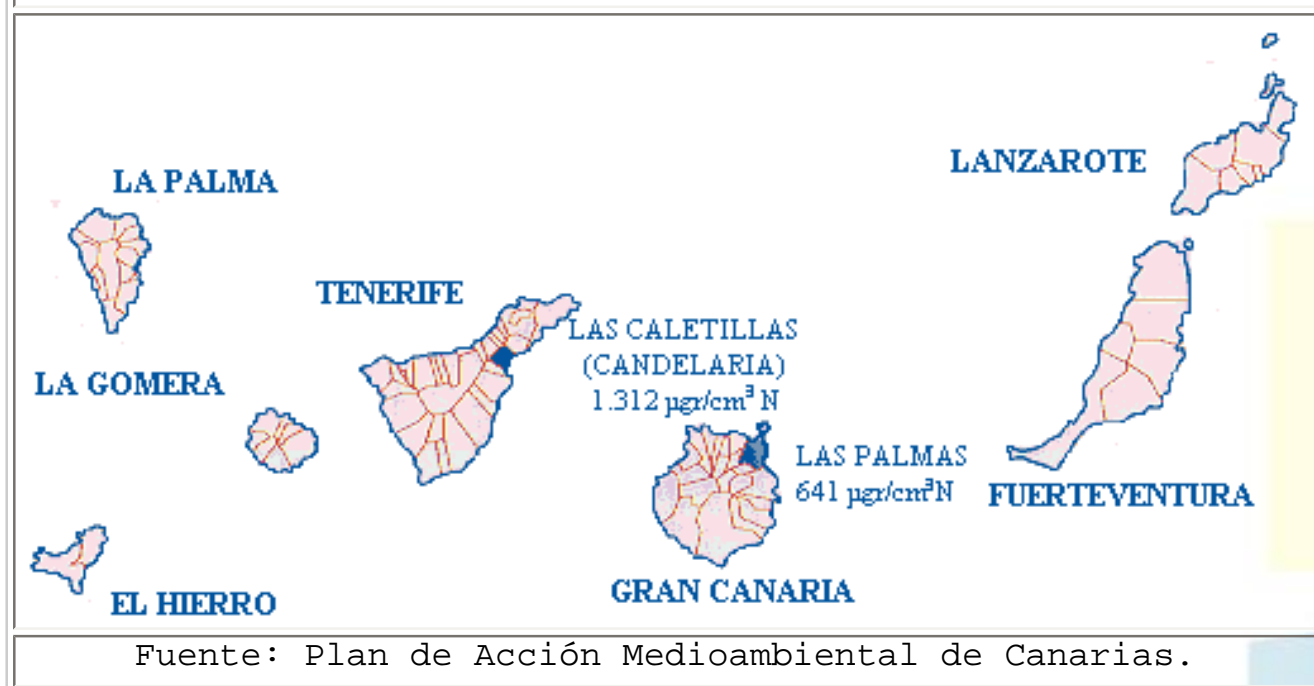 LANZAROTE
LA PALMA
TENERIFE
LAS CALETILLAS
(CANDELARIA)
1.312 µgr/cm³ N
LA GOMERA
LAS PALMAS
641 µgr/cm³N
FUERTEVENTURA
GRAN CANARIA
EL HIERRO
Fuente: Plan de Acción Medioambiental de Canarias.